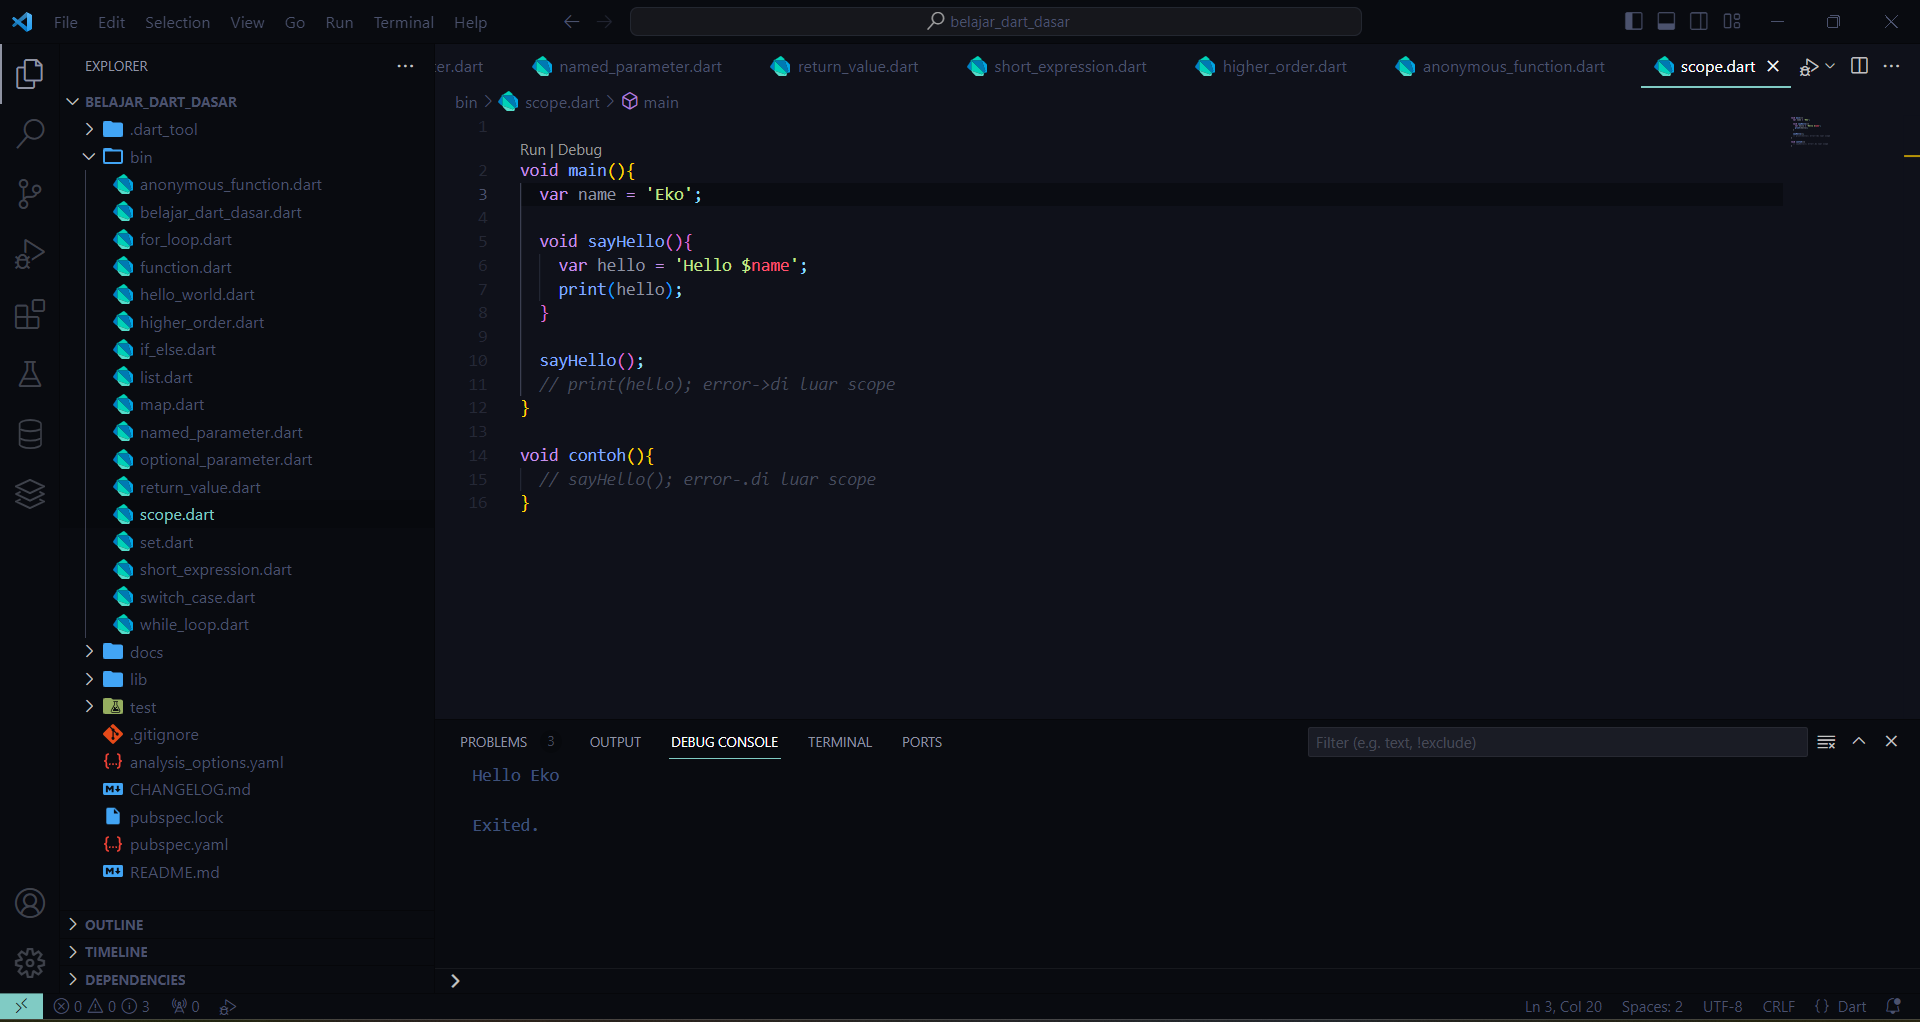 File Edit Selection View Go Run Terminal Help
belajar_dart_dasar
EXPLORER
er.dart named_parameter.dart return_value.dart short_expression.dart higher_order.dart anonymous_function.dart scope.dart
BELAJAR_DART_DASAR
.dart_tool
bin
anonymous_function.dart
belajar_dart_dasar.dart
for_loop.dart
function.dart
hello_world.dart
higher_order.dart
if_else.dart
list.dart
map.dart
named_parameter.dart
optional_parameter.dart
return_value.dart
scope.dart
set.dart
short_expression.dart
switch_case.dart
while_loop.dart
docs
lib
test
.gitignore
analysis_options.yaml
CHANGELOG.md
pubspec.lock
pubspec.yaml
README.md
OUTLINE
TIMELINE
DEPENDENCIES
bin > scope.dart > main
1
Run | Debug
2 void main(){
3 var name = 'Eko';
4
5 void sayHello(){
6 var hello = 'Hello $name';
7 print(hello);
8 }
9
10 sayHello();
11 // print(hello); error->di luar scope
12 }
13
14 void contoh(){
15 // sayHello(); error-.di luar scope
16 }
PROBLEMS 3 OUTPUT DEBUG CONSOLE TERMINAL PORTS
Filter (e.g. text, !exclude)
Hello Eko
Exited.
>
0 0 3 0
Ln 3, Col 20 Spaces: 2 UTF-8 CRLF {} Dart